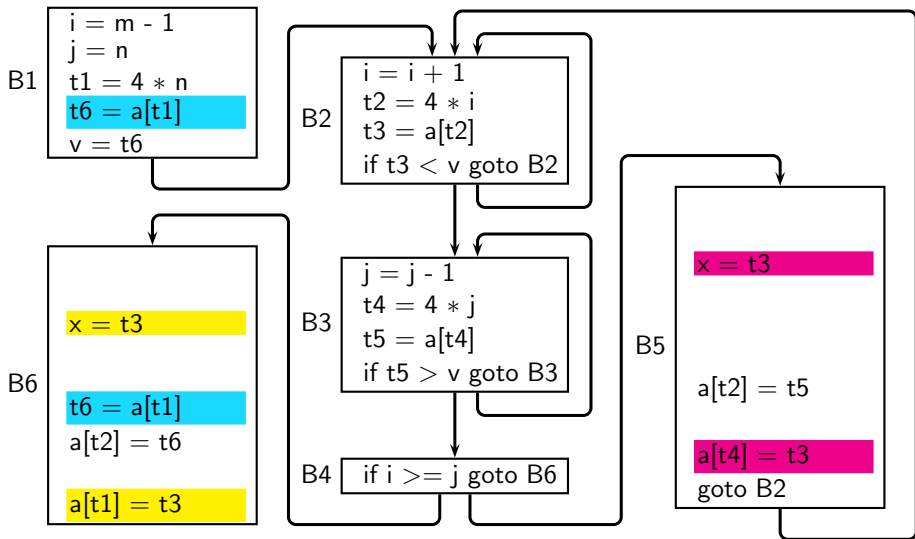 B1
i = m - 1
j = n
t1 = 4 * n
t6 = a[t1]
v = t6
B2
i = i + 1
t2 = 4 * i
t3 = a[t2]
if t3 < v goto B2
B3
j = j - 1
t4 = 4 * j
t5 = a[t4]
if t5 > v goto B3
B4
if i >= j goto B6
B5
x = t3
a[t2] = t5
a[t4] = t3
goto B2
B6
x = t3
t6 = a[t1]
a[t2] = t6
a[t1] = t3